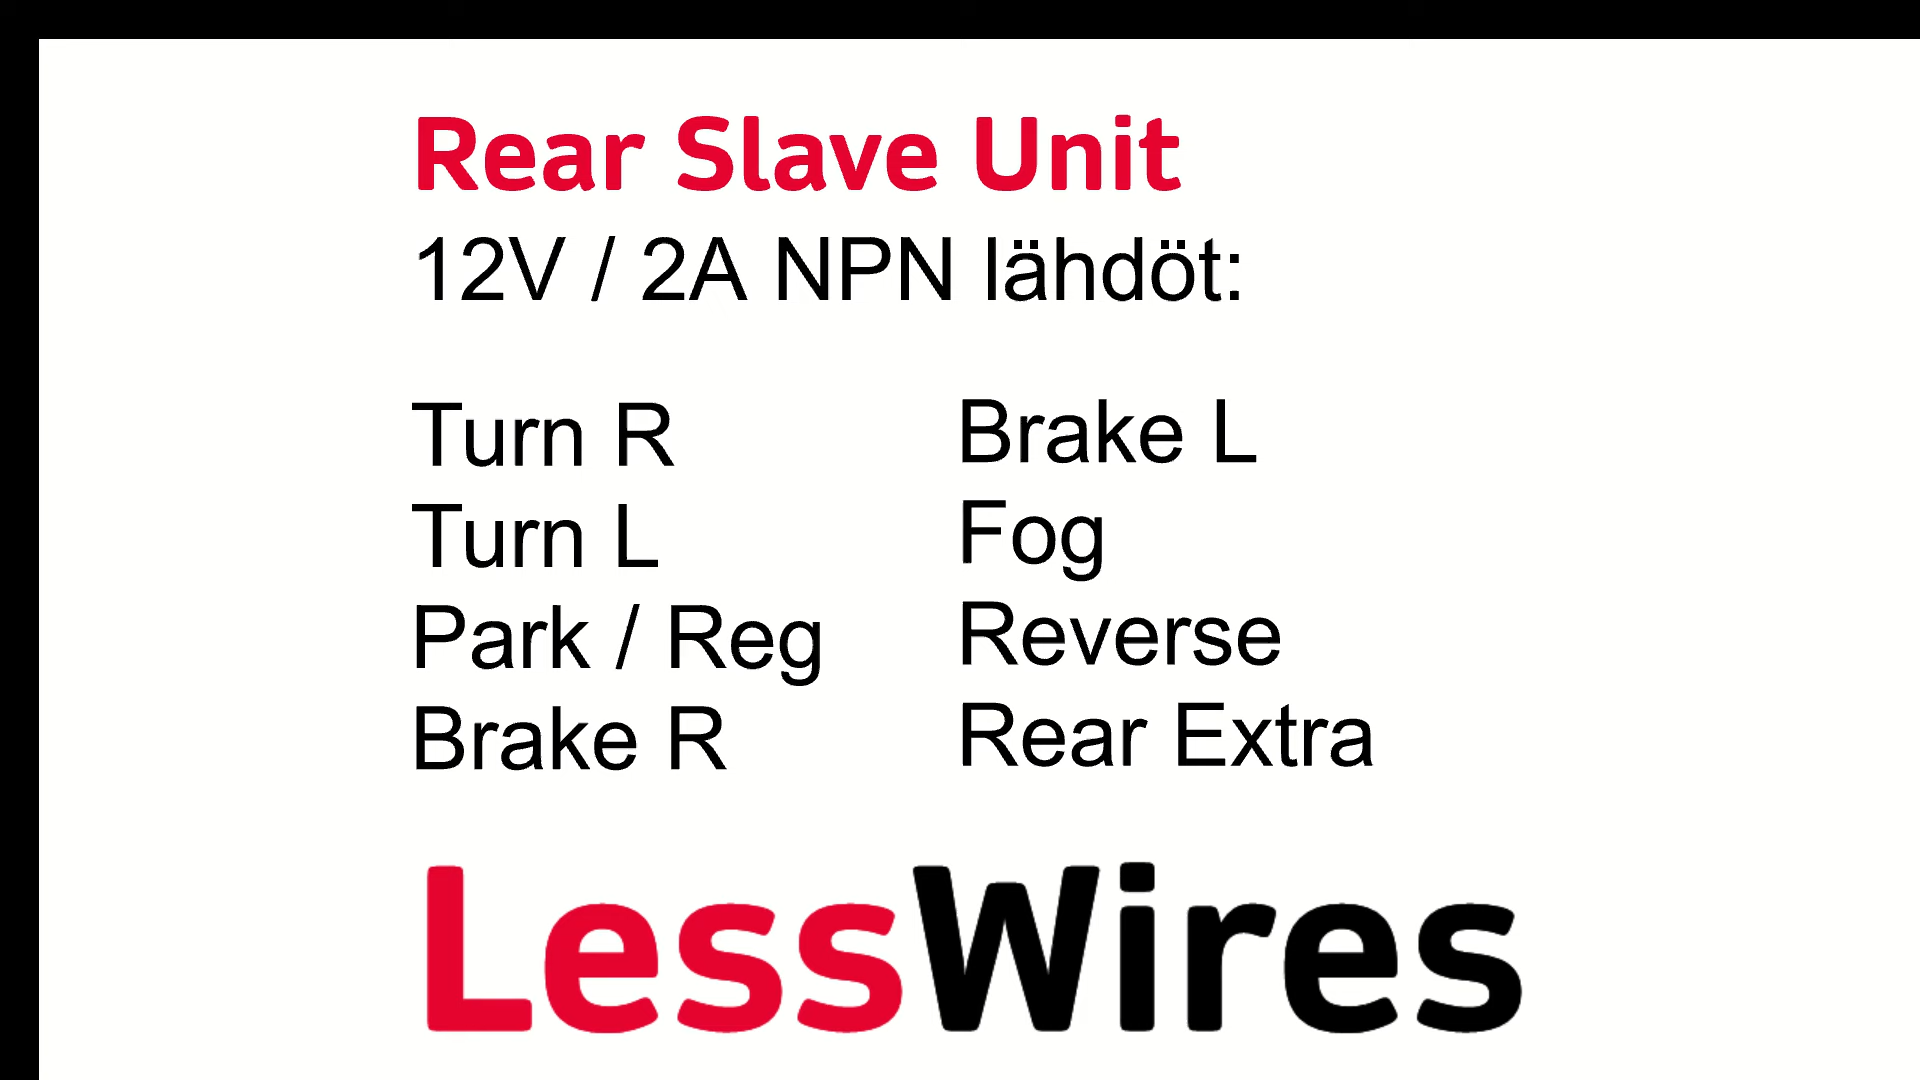 Rear Slave Unit
12V / 2A NPN lähdöt:
Turn R
Turn L
Park / Reg
Brake R
Brake L
Fog
Reverse
Rear Extra
LessWires